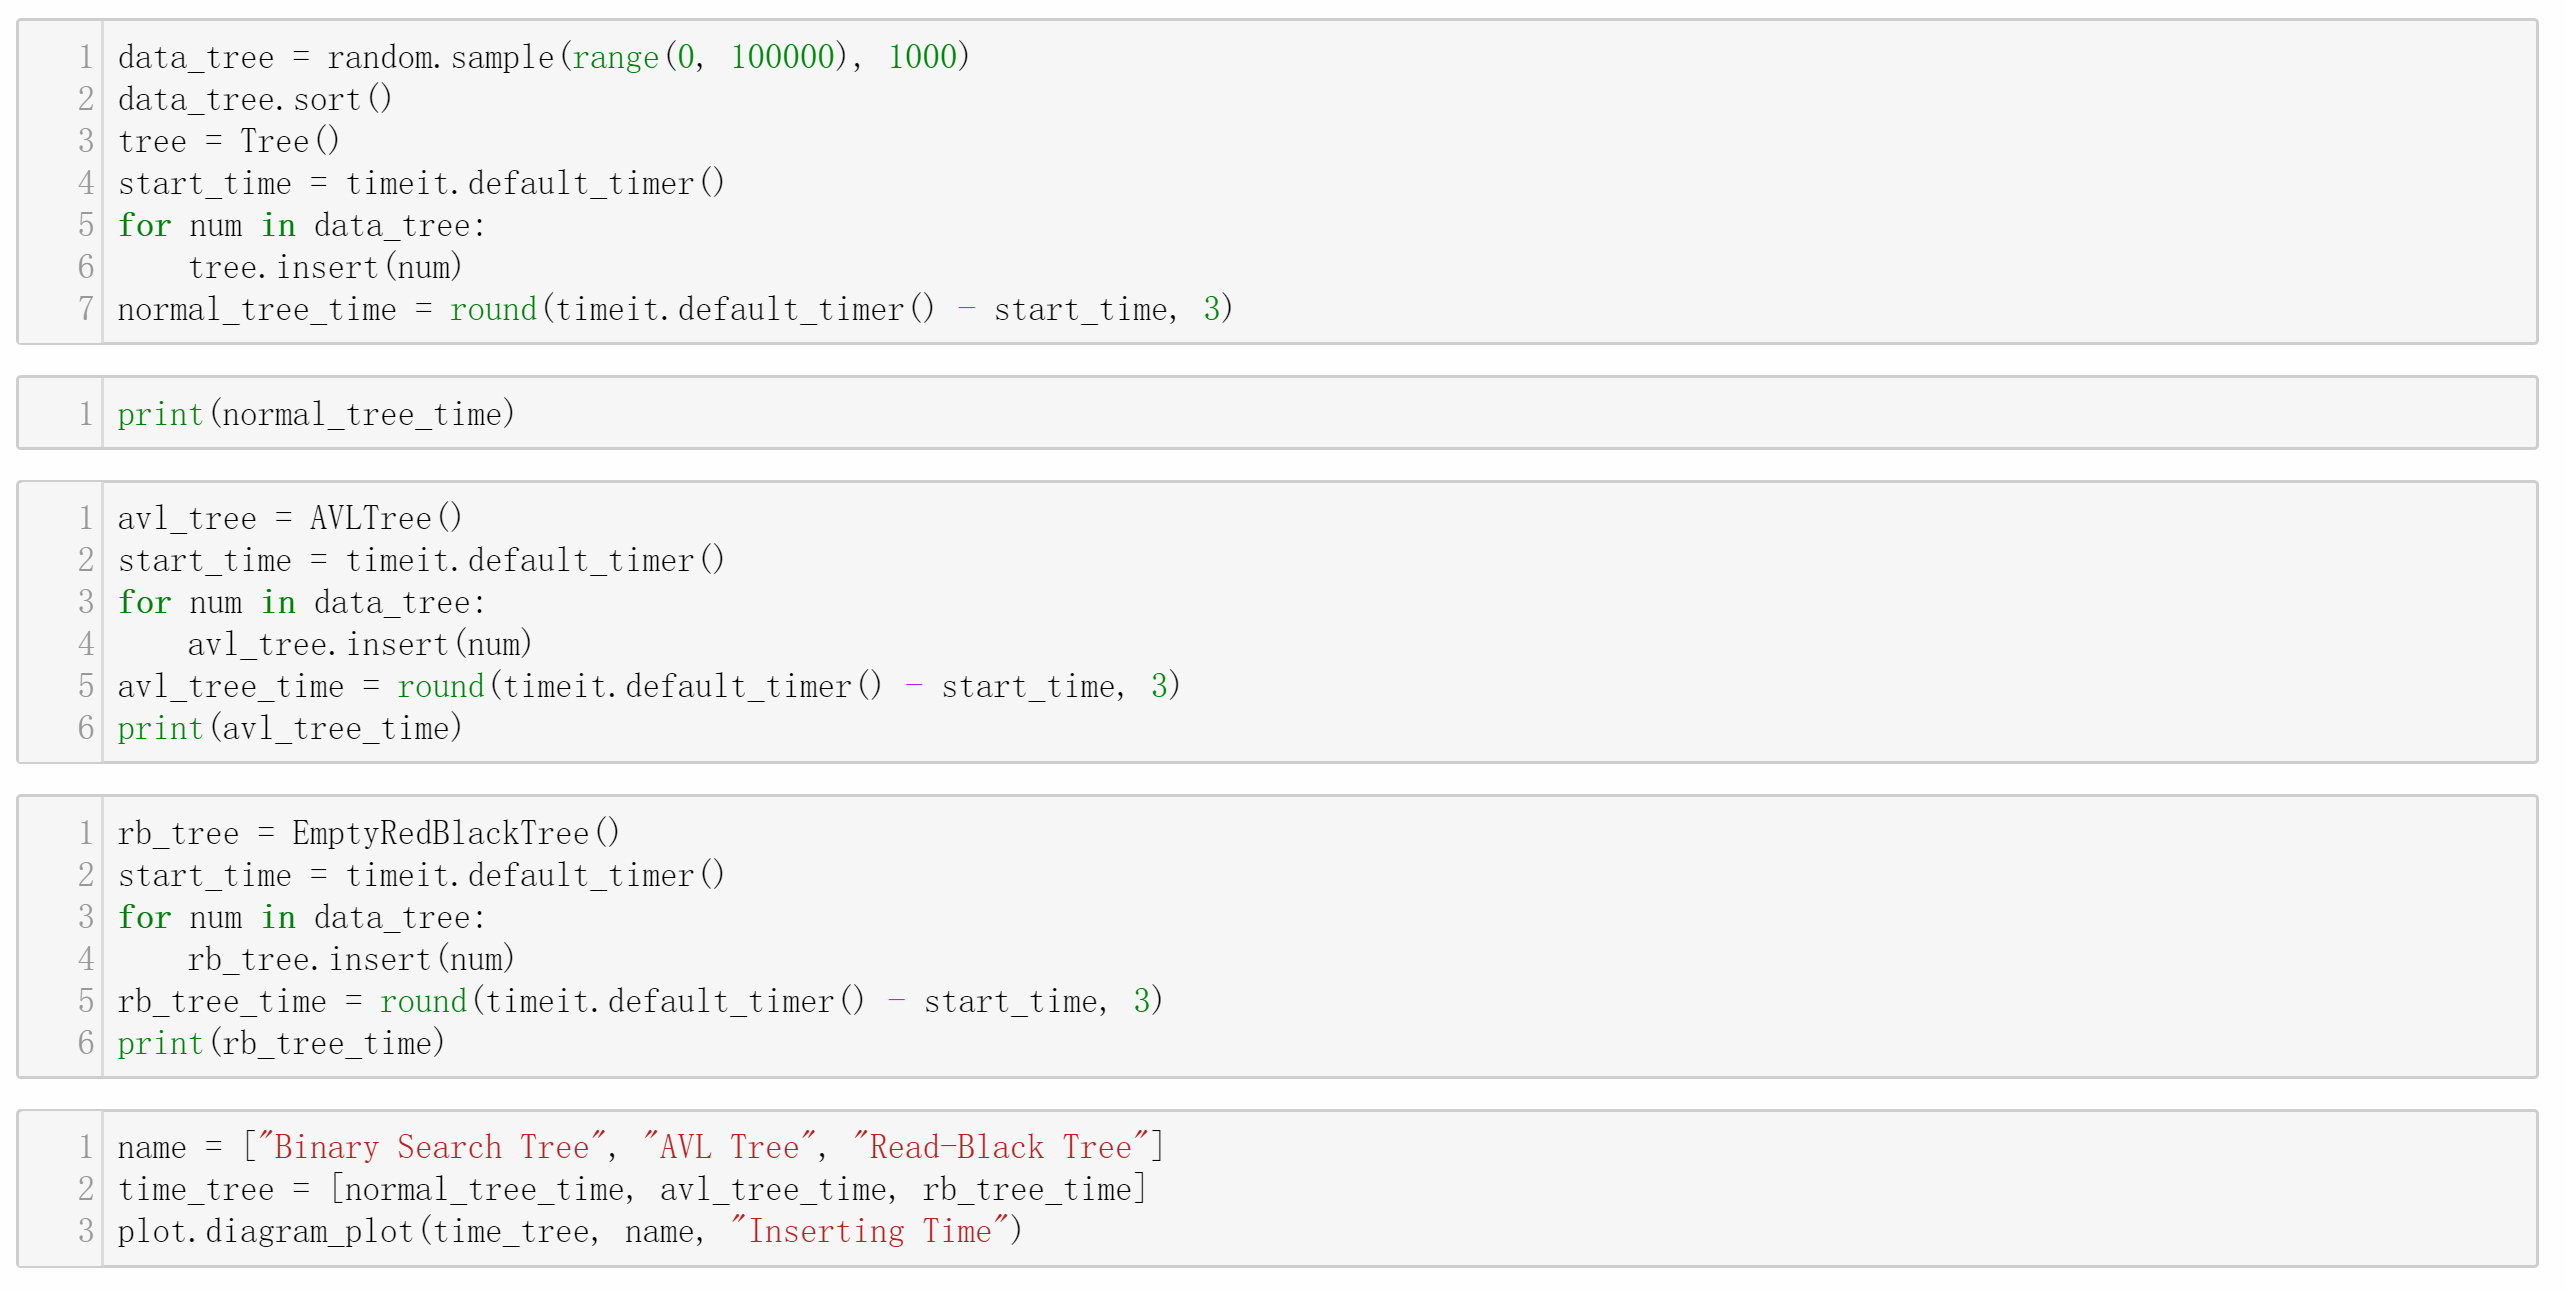 1 data_tree = random.sample(range(0, 100000), 1000)
2 data_tree.sort()
3 tree = Tree()
4 start_time = timeit.default_timer()
5 for num in data_tree:
6     tree.insert(num)
7 normal_tree_time = round(timeit.default_timer() - start_time, 3)
1 print(normal_tree_time)
1 avl_tree = AVLTree()
2 start_time = timeit.default_timer()
3 for num in data_tree:
4     avl_tree.insert(num)
5 avl_tree_time = round(timeit.default_timer() - start_time, 3)
6 print(avl_tree_time)
1 rb_tree = EmptyRedBlackTree()
2 start_time = timeit.default_timer()
3 for num in data_tree:
4     rb_tree.insert(num)
5 rb_tree_time = round(timeit.default_timer() - start_time, 3)
6 print(rb_tree_time)
1 name = ["Binary Search Tree", "AVL Tree", "Read-Black Tree"]
2 time_tree = [normal_tree_time, avl_tree_time, rb_tree_time]
3 plot.diagram_plot(time_tree, name, "Inserting Time")